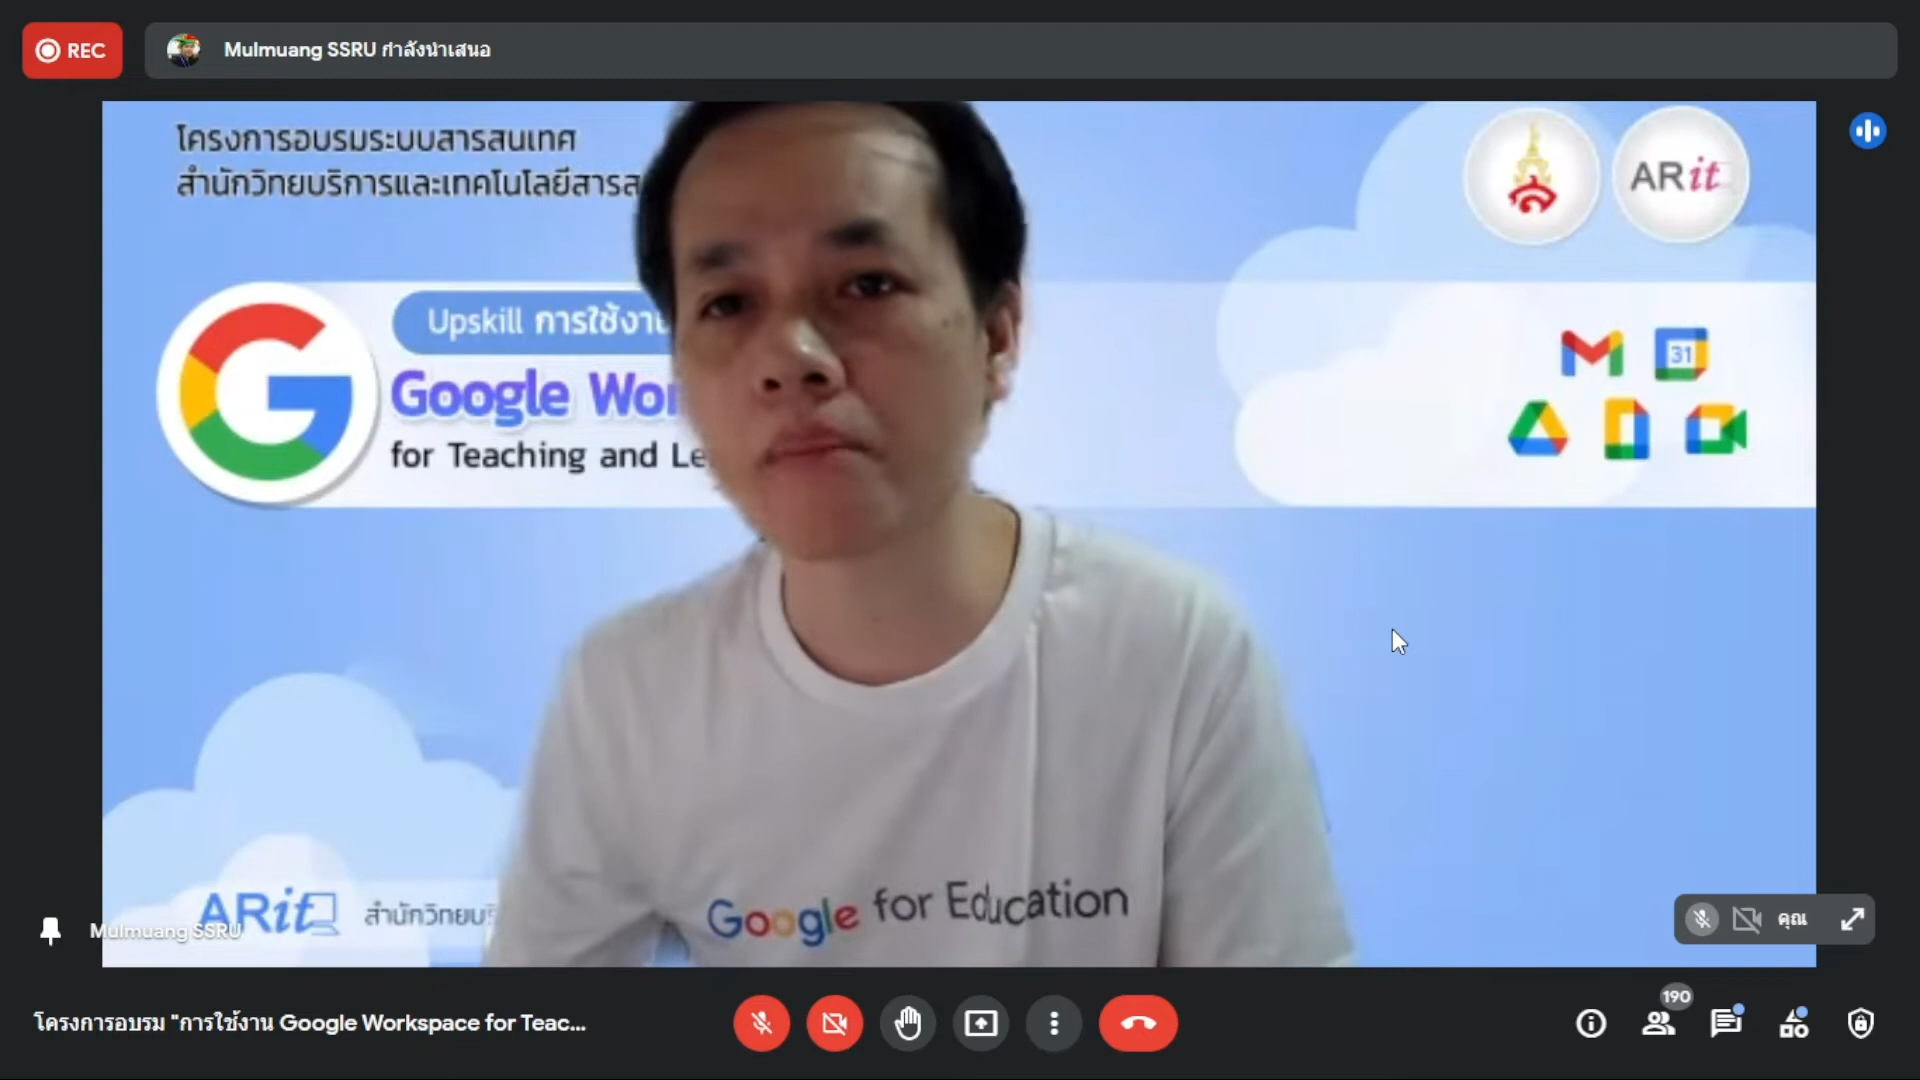 REC
Mulmuang SSRU กำลังนำเสนอ
โครงการอบรมระบบสารสนเทศ
สำนักวิทยบริการและเทคโนโลยีสารส
ARit
Upskill การใช้งาน
Google Wor
for Teaching and Le
31
Google for Education
ARit สำนักวิทยบริ
Mulmuang SSRU
คุณ
190
โครงการอบรม "การใช้งาน Google Workspace for Teac...